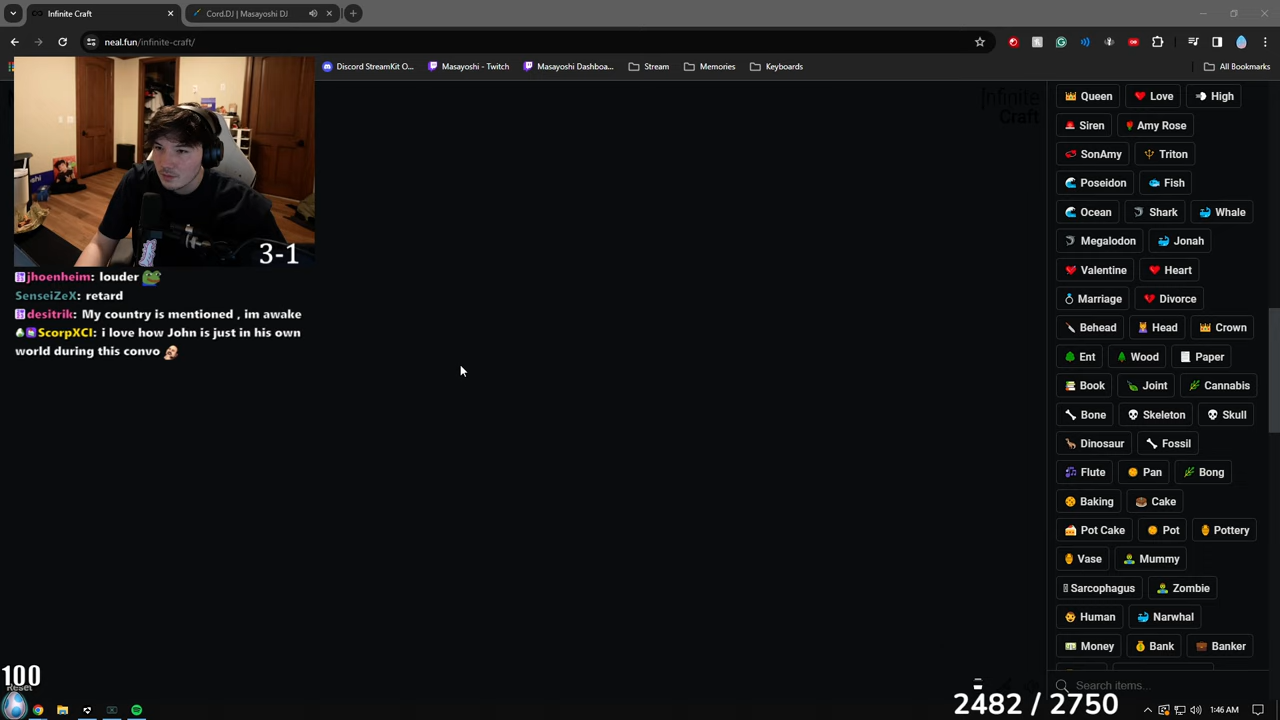 Infinite Craft
Cord.DJ | Masayoshi DJ
neal.fun/infinite-craft/
Discord StreamKit O...
Masayoshi - Twitch
Masayoshi Dashboa...
Stream
Memories
Keyboards
All Bookmarks
Infinite
Craft
3-1
jhoenheim: louder
SenseiZeX: retard
desitrik: My country is mentioned , im awake
ScorpXCI: i love how John is just in his own
world during this convo
Queen Love High
Siren Amy Rose
SonAmy Triton
Poseidon Fish
Ocean Shark Whale
Megalodon Jonah
Valentine Heart
Marriage Divorce
Behead Head Crown
Ent Wood Paper
Book Joint Cannabis
Bone Skeleton Skull
Dinosaur Fossil
Flute Pan Bong
Baking Cake
Pot Cake Pot Pottery
Vase Mummy
Sarcophagus Zombie
Human Narwhal
Money Bank Banker
Search items...
100
Reset
2482 / 2750
1:46 AM